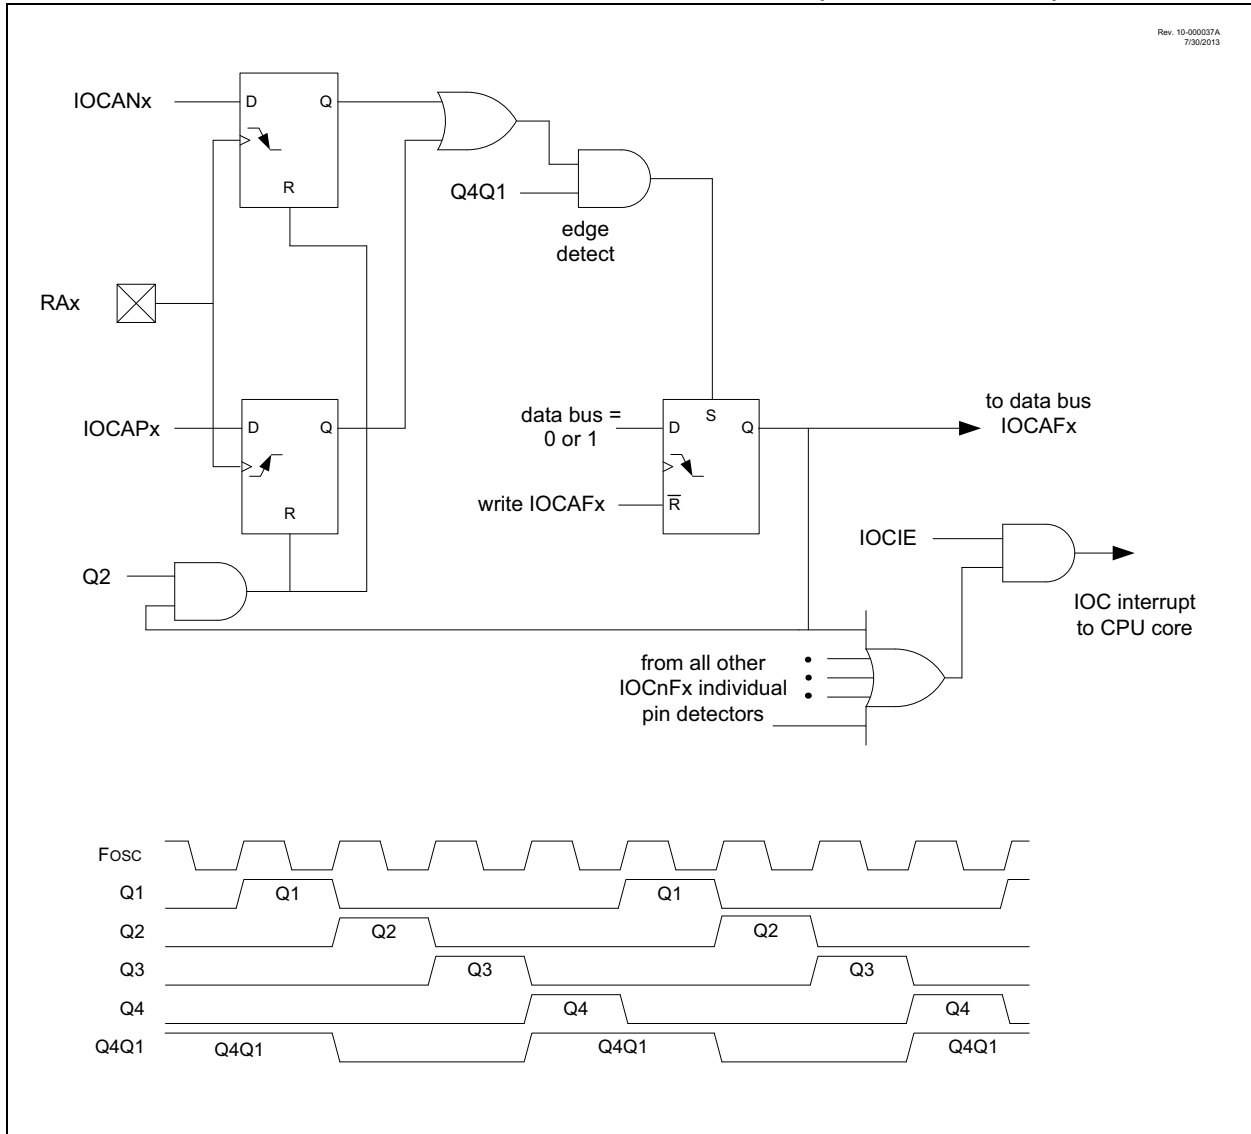 Rev. 10-000037A
7/30/2013
IOCANx
D
Q
R
Q4Q1
edge
detect
RAx
IOCAPx
D
Q
R
data bus =
0 or 1
S
D
Q
to data bus
IOCAFx
write IOCAFx
R̅
IOCIE
Q2
IOC interrupt
to CPU core
from all other
IOCnFx individual
pin detectors
Fosc
Q1
Q1
Q1
Q2
Q2
Q2
Q3
Q3
Q3
Q4
Q4
Q4
Q4Q1
Q4Q1
Q4Q1
Q4Q1